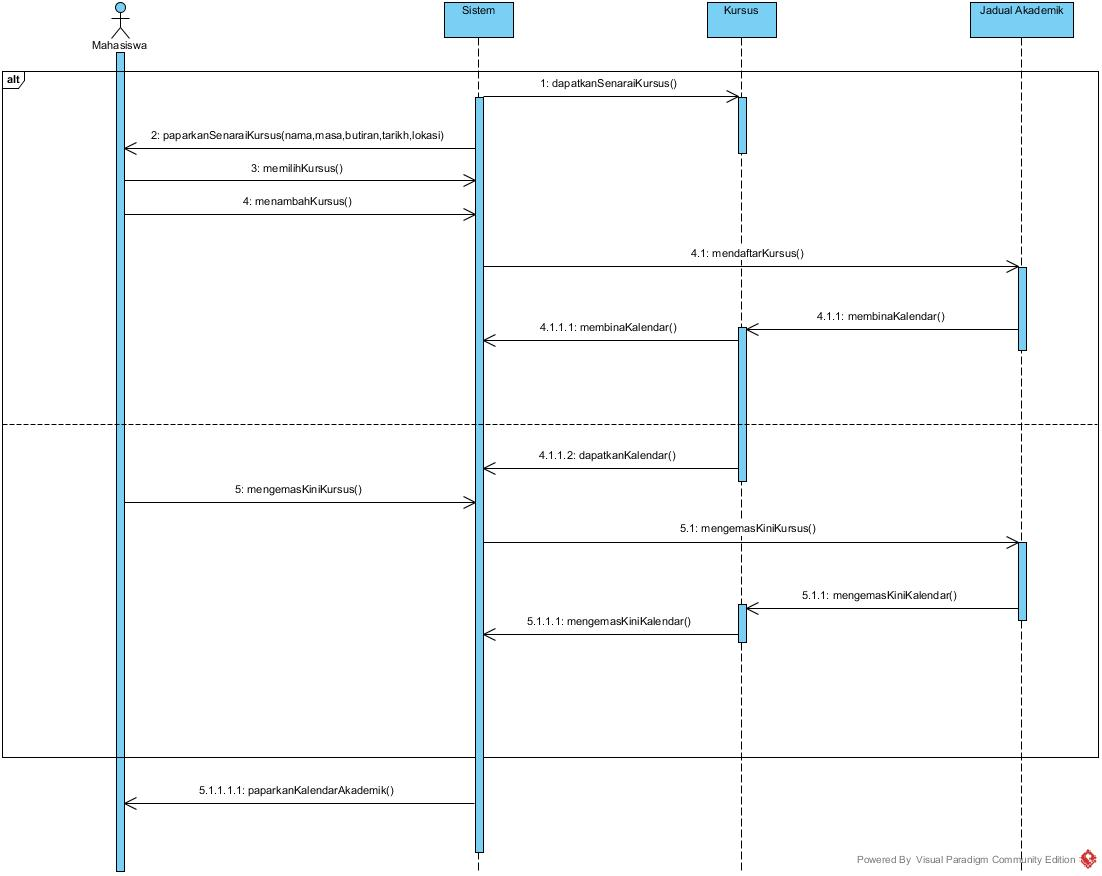 Mahasiswa
Sistem
Kursus
Jadual Akademik
alt
1: dapatkanSenaraiKursus()
2: paparkanSenaraiKursus(nama,masa,butiran,tarikh,lokasi)
3: memilihKursus()
4: menambahKursus()
4.1: mendaftarKursus()
4.1.1: membinaKalendar()
4.1.1.1: membinaKalendar()
4.1.1.2: dapatkanKalendar()
5: mengemasKiniKursus()
5.1: mengemasKiniKursus()
5.1.1: mengemasKiniKalendar()
5.1.1.1: mengemasKiniKalendar()
5.1.1.1.1: paparkanKalendarAkademik()
Powered By Visual Paradigm Community Edition